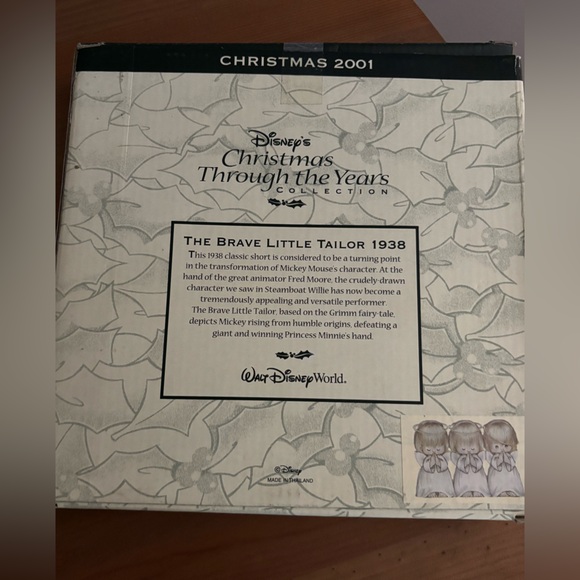 CHRISTMAS 2001
Disney's
Christmas
Through the Years
COLLECTION
THE BRAVE LITTLE TAILOR 1938
This 1938 classic short is considered to be a turning point
in the transformation of Mickey Mouse's character. At the
hand of the great animator Fred Moore, the crudely-drawn
character we saw in Steamboat Willie has now become a
tremendously appealing and versatile performer.
The Brave Little Tailor, based on the Grimm fairy-tale,
depicts Mickey rising from humble origins, defeating a
giant and winning Princess Minnie's hand.
Walt Disney World®
© Disney
MADE IN THAILAND